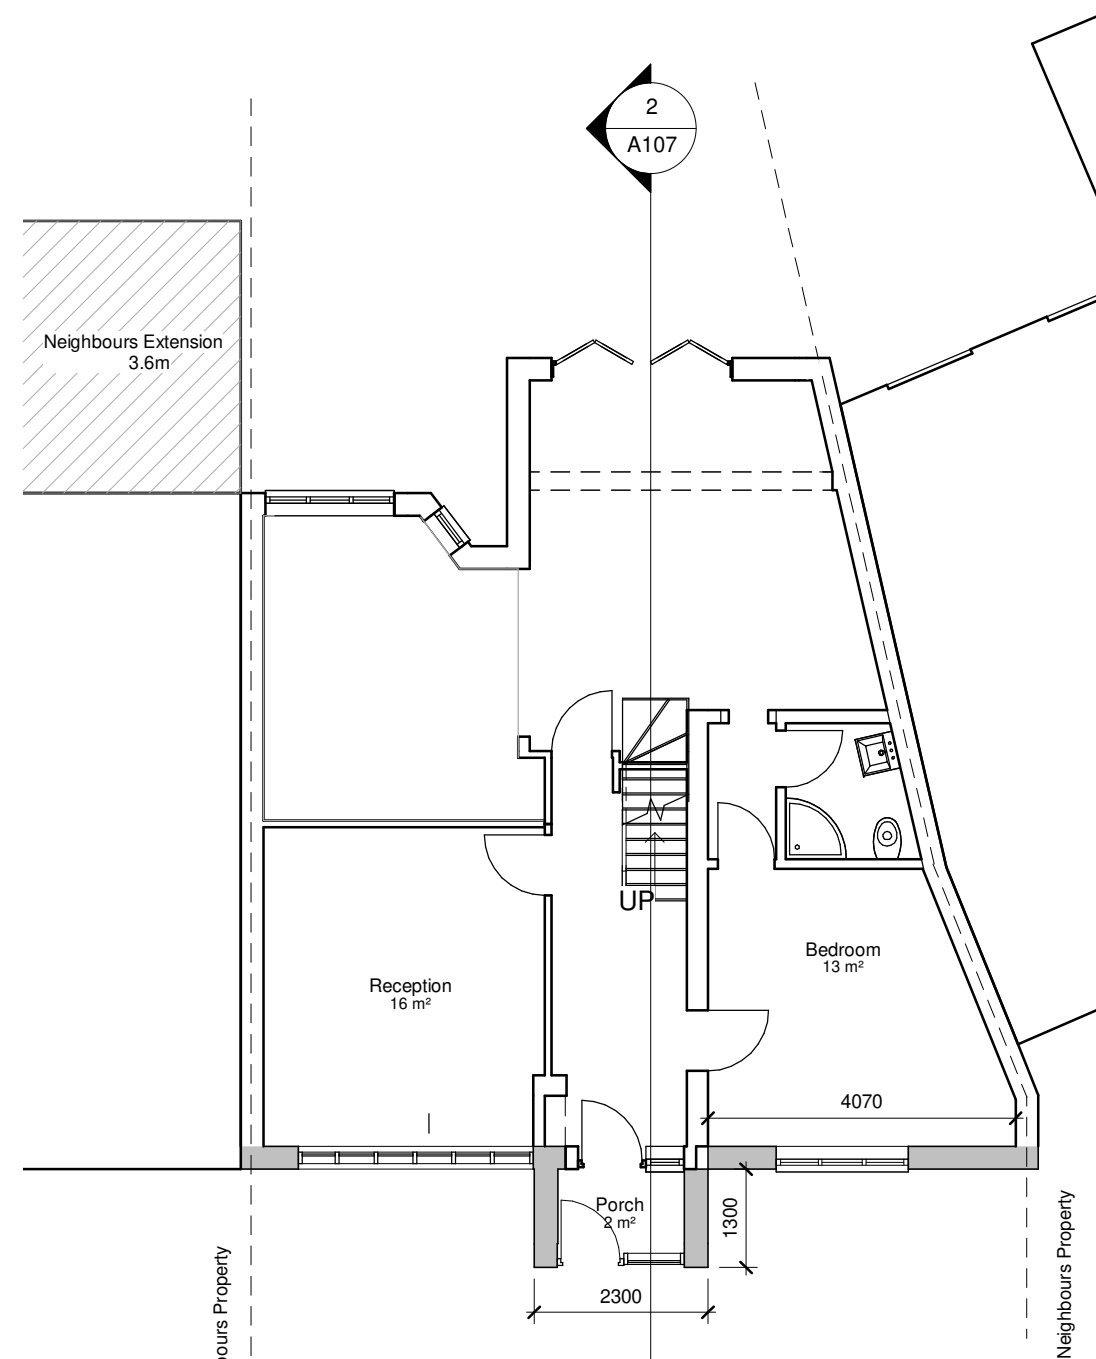 2
A107
Neighbours Extension
3.6m
UP
Bedroom
13 m²
Reception
16 m²
4070
Porch
2 m²
1300
2300
Property
Neighbours Property